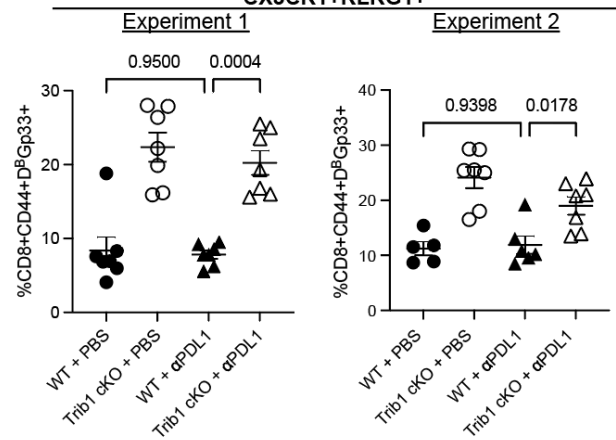 CX3CR1+KLRG1+
Experiment 1
Experiment 2
0.9500
0.0004
0.9398
0.0178
%CD8+CD44+DᴮGp33+
30
20
10
0
WT + PBS
Trib1 cKO + PBS
WT + αPDL1
Trib1 cKO + αPDL1
%CD8+CD44+DᴮGp33+
40
30
20
10
0
WT + PBS
Trib1 cKO + PBS
WT + αPDL1
Trib1 cKO + αPDL1